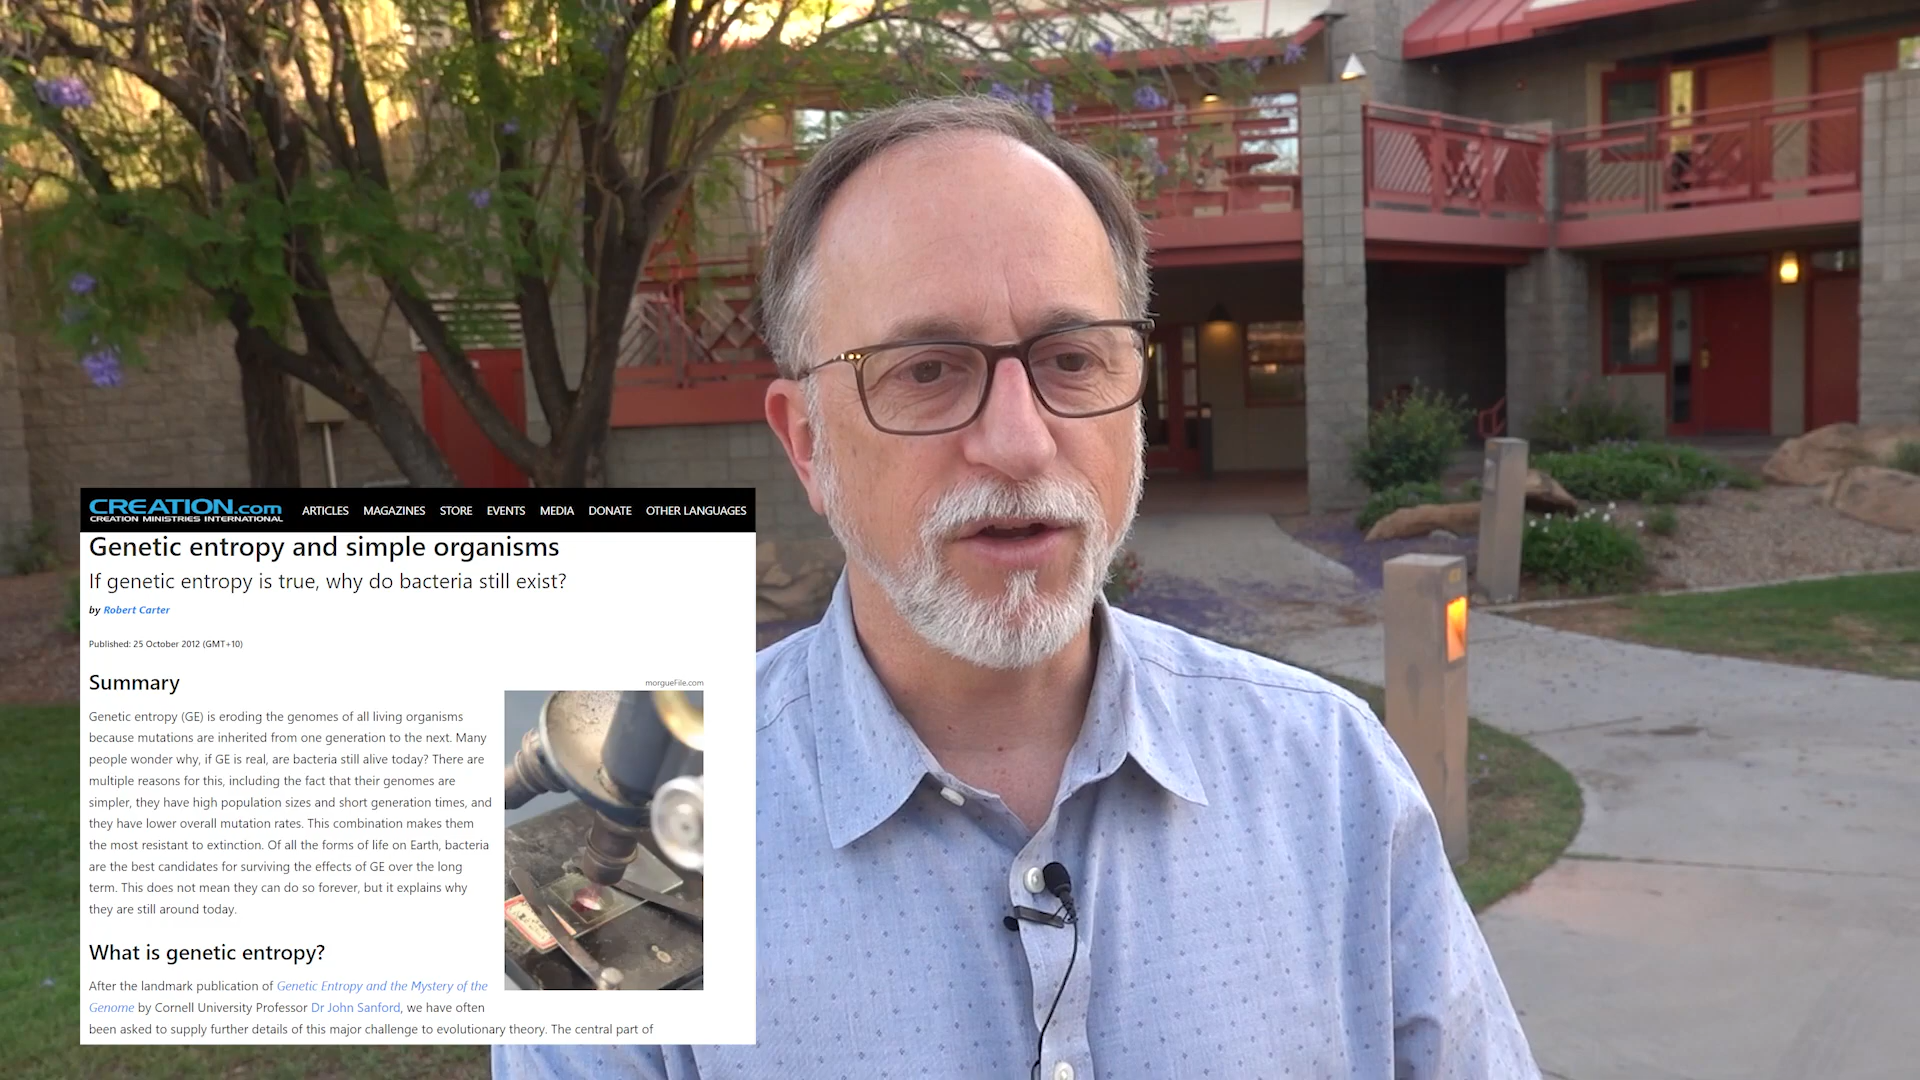 CREATION.com
CREATION MINISTRIES INTERNATIONAL
ARTICLES MAGAZINES STORE EVENTS MEDIA DONATE OTHER LANGUAGES
Genetic entropy and simple organisms
If genetic entropy is true, why do bacteria still exist?
by Robert Carter
Published: 25 October 2012 (GMT+10)
Summary
morgueFile.com
Genetic entropy (GE) is eroding the genomes of all living organisms
because mutations are inherited from one generation to the next. Many
people wonder why, if GE is real, are bacteria still alive today? There are
multiple reasons for this, including the fact that their genomes are
simpler, they have high population sizes and short generation times, and
they have lower overall mutation rates. This combination makes them
the most resistant to extinction. Of all the forms of life on Earth, bacteria
are the best candidates for surviving the effects of GE over the long
term. This does not mean they can do so forever, but it explains why
they are still around today.
What is genetic entropy?
After the landmark publication of Genetic Entropy and the Mystery of the
Genome by Cornell University Professor Dr John Sanford, we have often
been asked to supply further details of this major challenge to evolutionary theory. The central part of